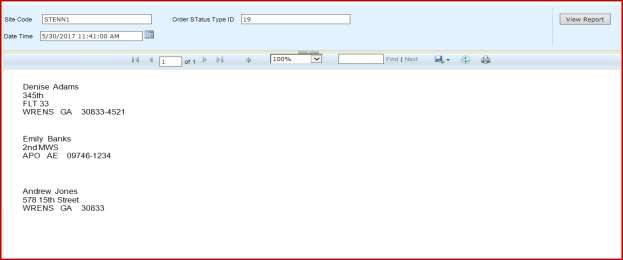 Site Code STENN1 Order STatus Type ID 19 View Report
Date Time 5/30/2017 11:41:00 AM
1 of 1 100% Find | Next
Denise Adams
345th
FLT 33
WRENS GA 30833-4521
Emily Banks
2nd MWS
APO AE 09746-1234
Andrew Jones
578 15th Street
WRENS GA 30833